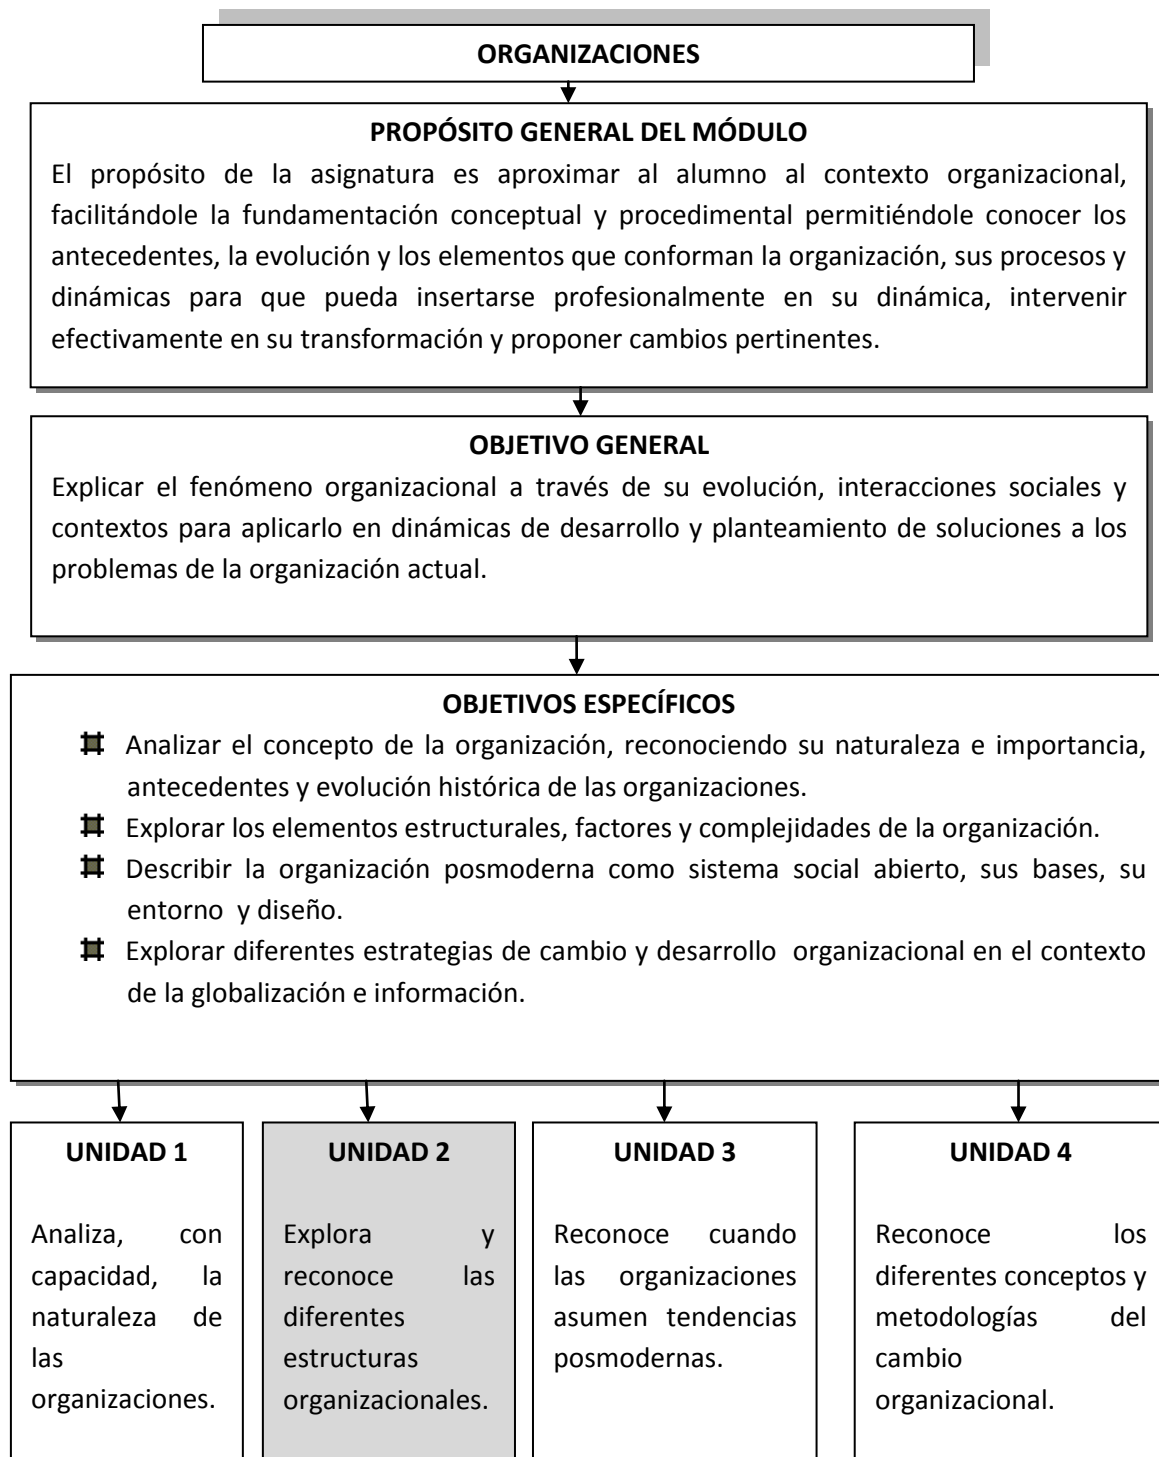 ORGANIZACIONES
PROPÓSITO GENERAL DEL MÓDULO
El propósito de la asignatura es aproximar al alumno al contexto organizacional,
facilitándole la fundamentación conceptual y procedimental permitiéndole conocer los
antecedentes, la evolución y los elementos que conforman la organización, sus procesos y
dinámicas para que pueda insertarse profesionalmente en su dinámica, intervenir
efectivamente en su transformación y proponer cambios pertinentes.
OBJETIVO GENERAL
Explicar el fenómeno organizacional a través de su evolución, interacciones sociales y
contextos para aplicarlo en dinámicas de desarrollo y planteamiento de soluciones a los
problemas de la organización actual.
OBJETIVOS ESPECÍFICOS
Analizar el concepto de la organización, reconociendo su naturaleza e importancia,
antecedentes y evolución histórica de las organizaciones.
Explorar los elementos estructurales, factores y complejidades de la organización.
Describir la organización posmoderna como sistema social abierto, sus bases, su
entorno y diseño.
Explorar diferentes estrategias de cambio y desarrollo organizacional en el contexto
de la globalización e información.
UNIDAD 1
Analiza, con
capacidad, la
naturaleza de
las
organizaciones.
UNIDAD 2
Explora y
reconoce las
diferentes
estructuras
organizacionales.
UNIDAD 3
Reconoce cuando
las organizaciones
asumen tendencias
posmodernas.
UNIDAD 4
Reconoce los
diferentes conceptos y
metodologías del
cambio
organizacional.